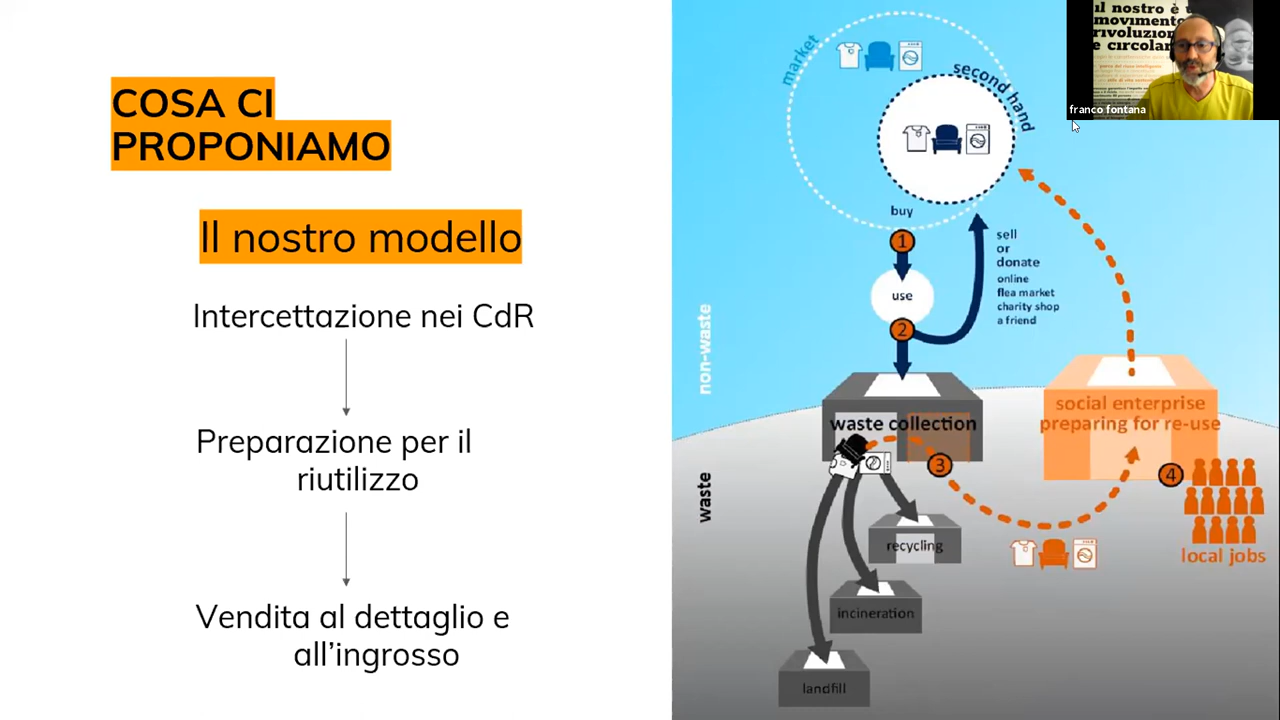 COSA CI
PROPONIAMO
Il nostro modello
Intercettazione nei CdR
Preparazione per il
riutilizzo
Vendita al dettaglio e
all’ingrosso
market
second hand
buy
1
use
2
sell
or
donate
online
flea market
charity shop
a friend
non-waste
waste
waste collection
3
social enterprise
preparing for re-use
4
local jobs
recycling
incineration
landfill
il nostro è
movimento
rivoluzion
e circolar
franco fontana